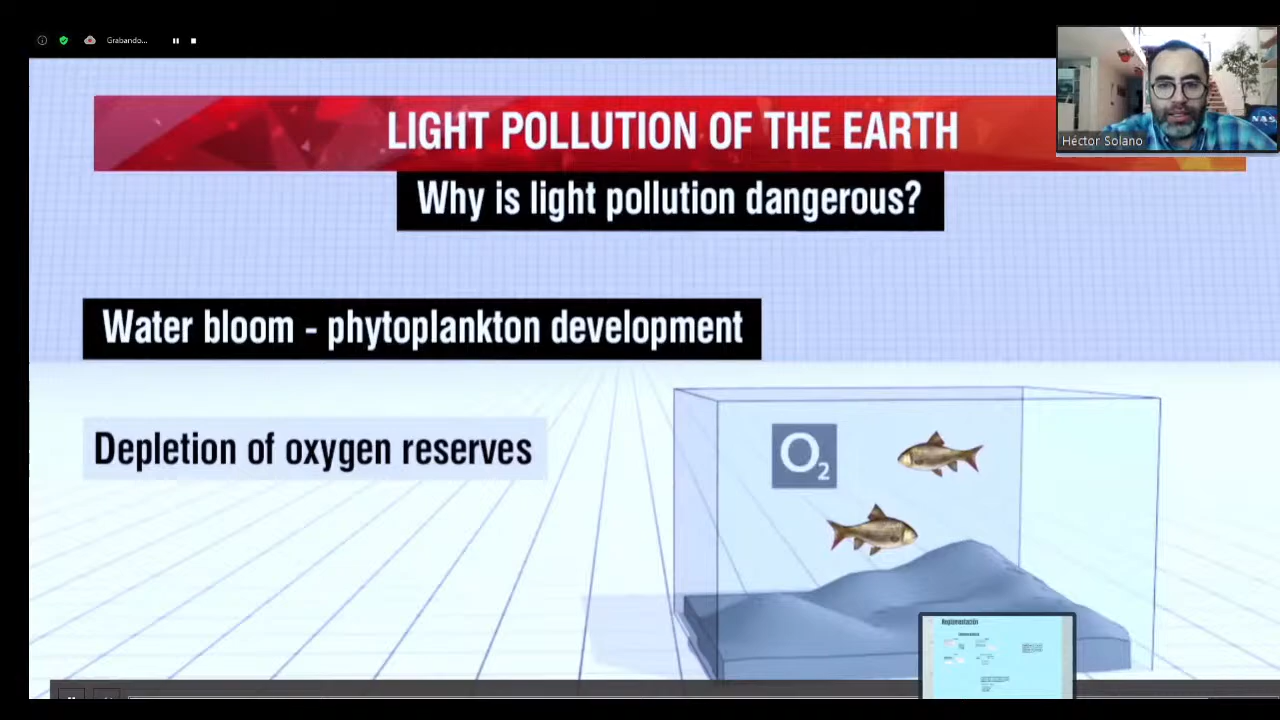 Grabando...
LIGHT POLLUTION OF THE EARTH
NASA
Héctor Solano
Why is light pollution dangerous?
Water bloom - phytoplankton development
Depletion of oxygen reserves
O2